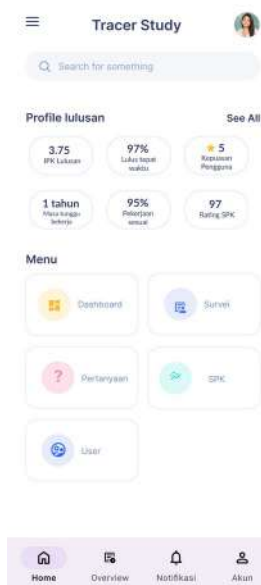 Tracer Study
Search for something
Profile lulusan See All
3.75
IPK Lulusan
97%
Lulus tepat
waktu
5
Kepuasan
Pengguna
1 tahun
Masa tunggu
bekerja
95%
Pekerjaan
sesuai
97
Rating SPK
Menu
Dashboard
Survei
?
Pertanyaan
SPK
User
Home Overview Notifikasi Akun